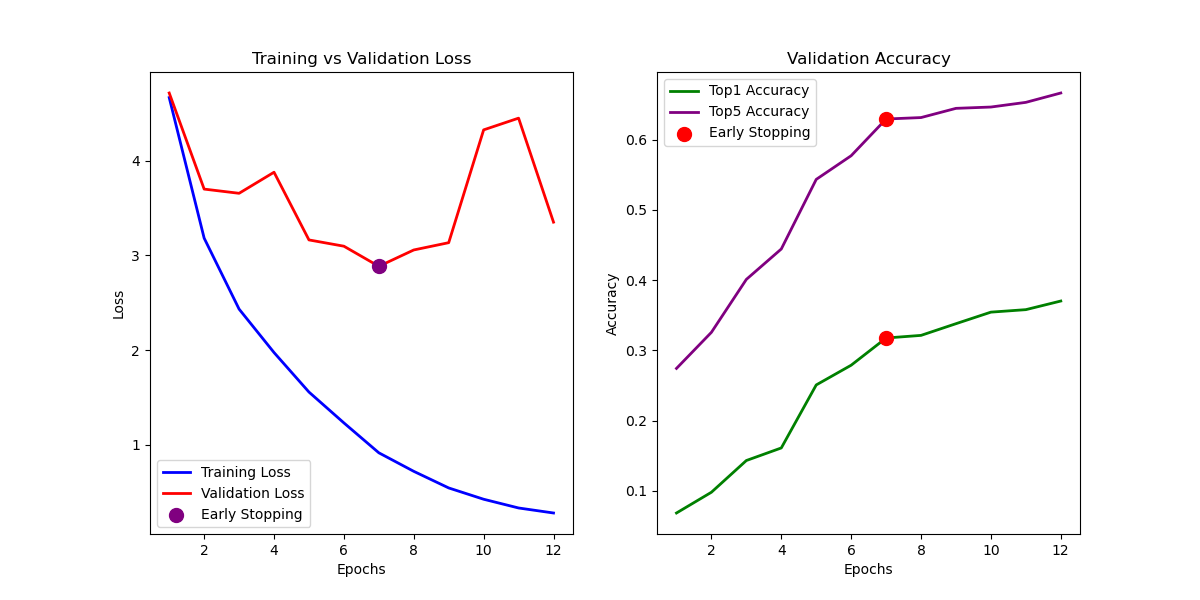 Training vs Validation Loss
Loss
4
3
2
1
Training Loss
Validation Loss
Early Stopping
2 4 6 8 10 12
Epochs
Validation Accuracy
Accuracy
Top1 Accuracy
Top5 Accuracy
Early Stopping
0.6
0.5
0.4
0.3
0.2
0.1
2 4 6 8 10 12
Epochs